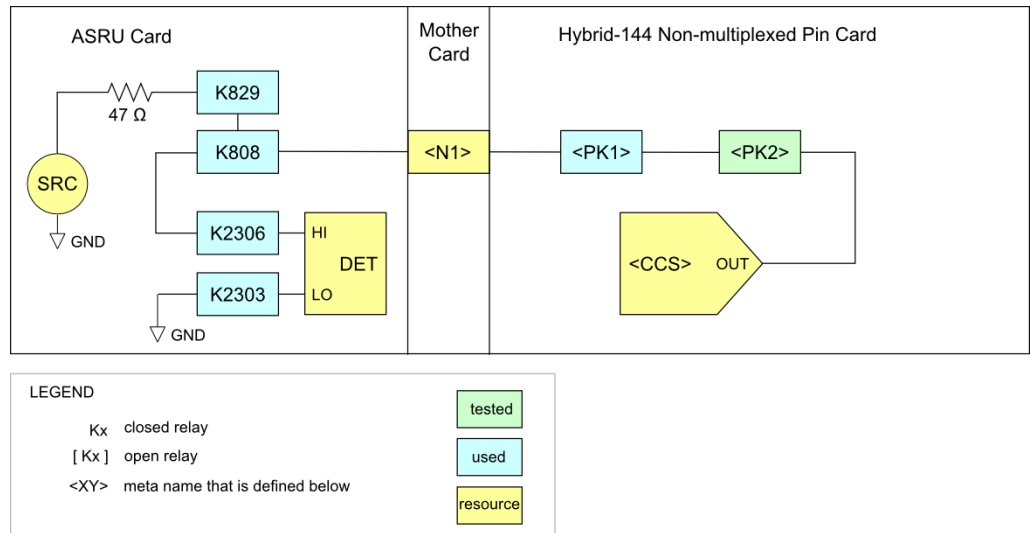 ASRU Card
Mother
Card
Hybrid-144 Non-multiplexed Pin Card
47 Ω
K829
K808
<N1>
<PK1>
<PK2>
SRC
GND
K2306
HI
DET
<CCS>
OUT
K2303
LO
GND
LEGEND
Kx closed relay
[ Kx ] open relay
<XY> meta name that is defined below
tested
used
resource